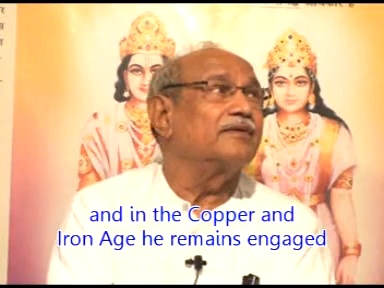 and in the Copper and
Iron Age he remains engaged